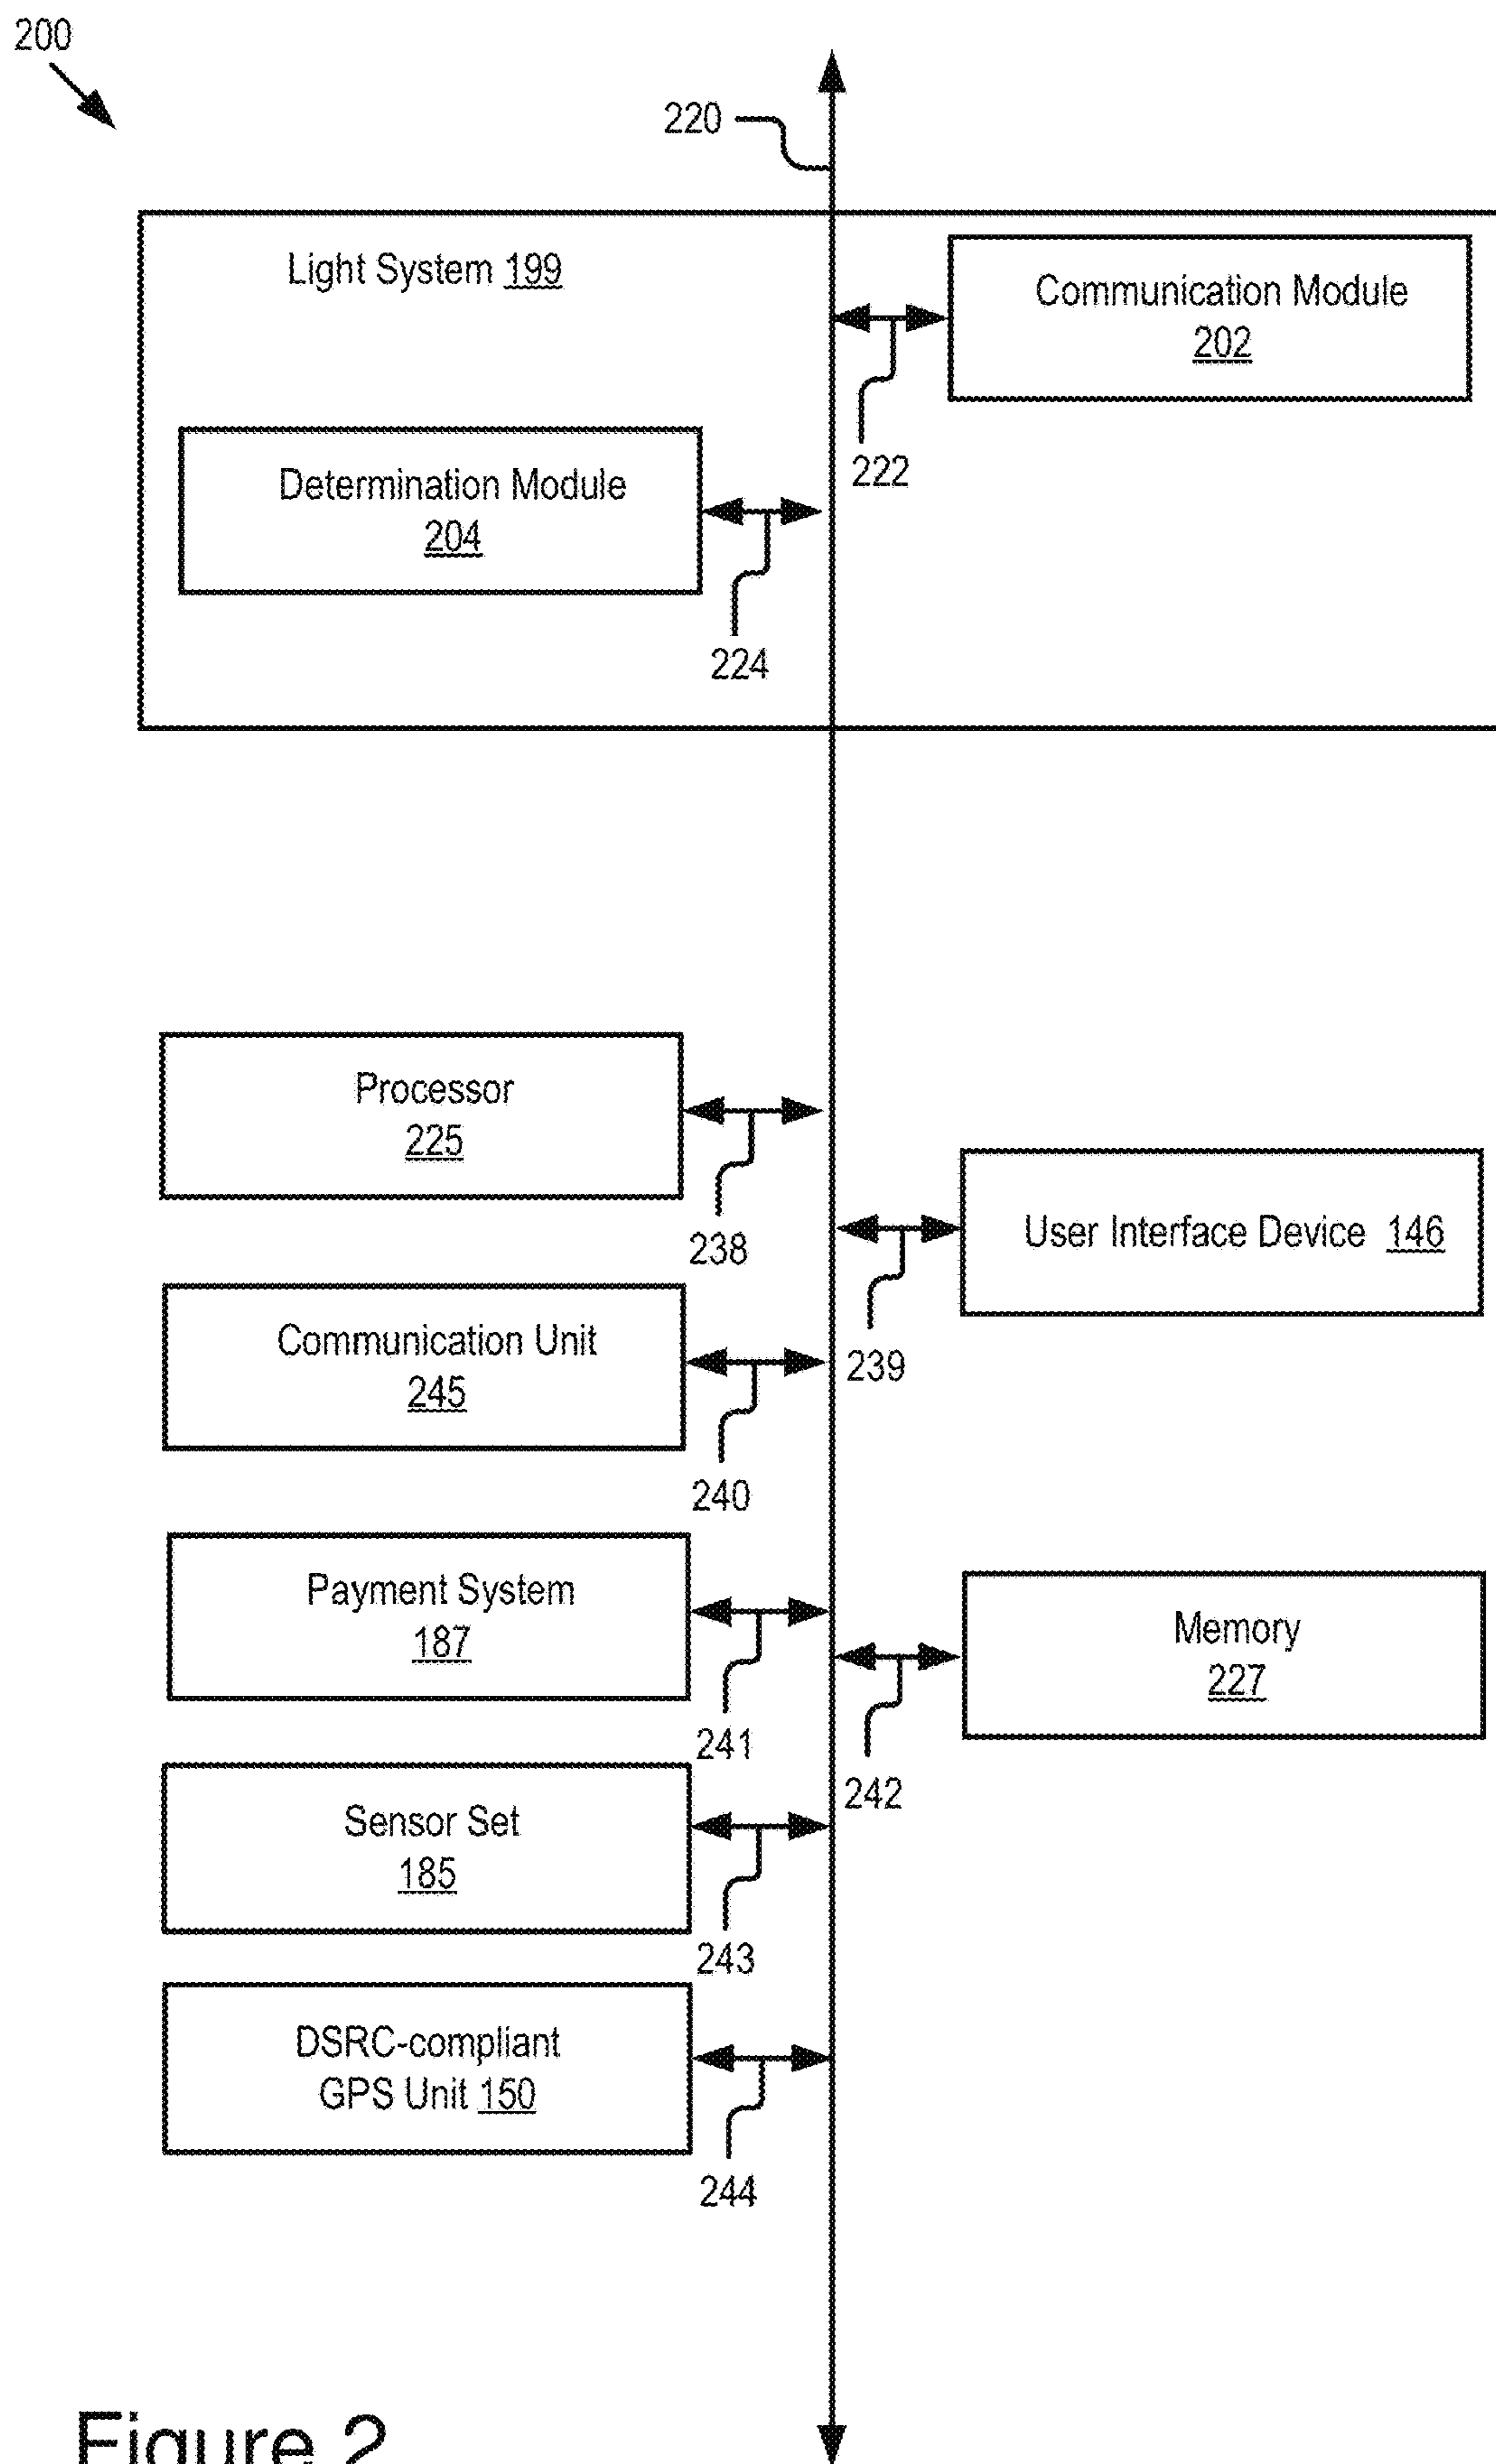 200
220
Light System 199
Communication Module
202
222
Determination Module
204
224
Processor
225
238
User Interface Device 146
239
Communication Unit
245
240
Payment System
187
241
Memory
227
242
Sensor Set
185
243
DSRC-compliant
GPS Unit 150
244
Figure 2